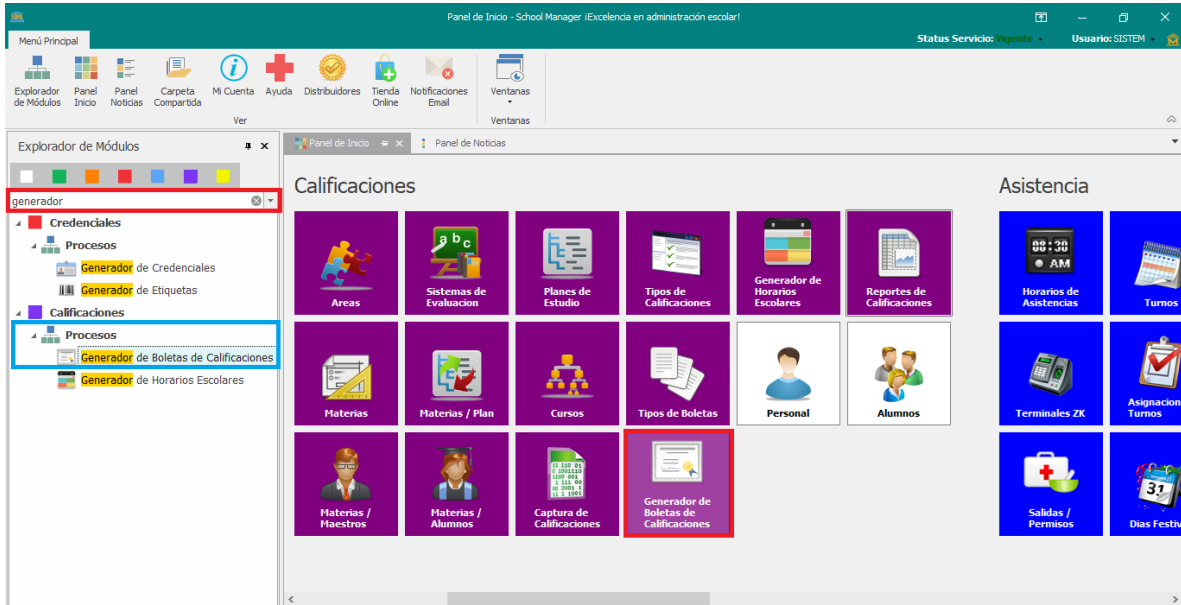 Panel de Inicio - School Manager ¡Excelencia en administración escolar!
Menú Principal
Status Servicio: Vigente
Usuario: SISTEM
Explorador de Módulos
Panel Inicio
Panel Noticias
Carpeta Compartida
Mi Cuenta
Ayuda
Distribuidores
Tienda Online
Notificaciones Email
Ventanas
Ver
Ventanas
Explorador de Módulos
generador
Credenciales
Procesos
Generador de Credenciales
Generador de Etiquetas
Calificaciones
Procesos
Generador de Boletas de Calificaciones
Generador de Horarios Escolares
Panel de Inicio
Panel de Noticias
Calificaciones
Areas
a b c
Sistemas de
Evaluacion
Planes de
Estudio
Tipos de
Calificaciones
Generador de
Horarios
Escolares
Reportes de
Calificaciones
Materias
Materias / Plan
Cursos
Tipos de Boletas
Personal
Alumnos
Materias /
Maestros
Materias /
Alumnos
Captura de
Calificaciones
Generador de
Boletas de
Calificaciones
Asistencia
08:30
AM
Horarios de
Asistencias
Turnos
Terminales ZK
Asignacion
Turnos
Salidas /
Permisos
31
Dias Festiv